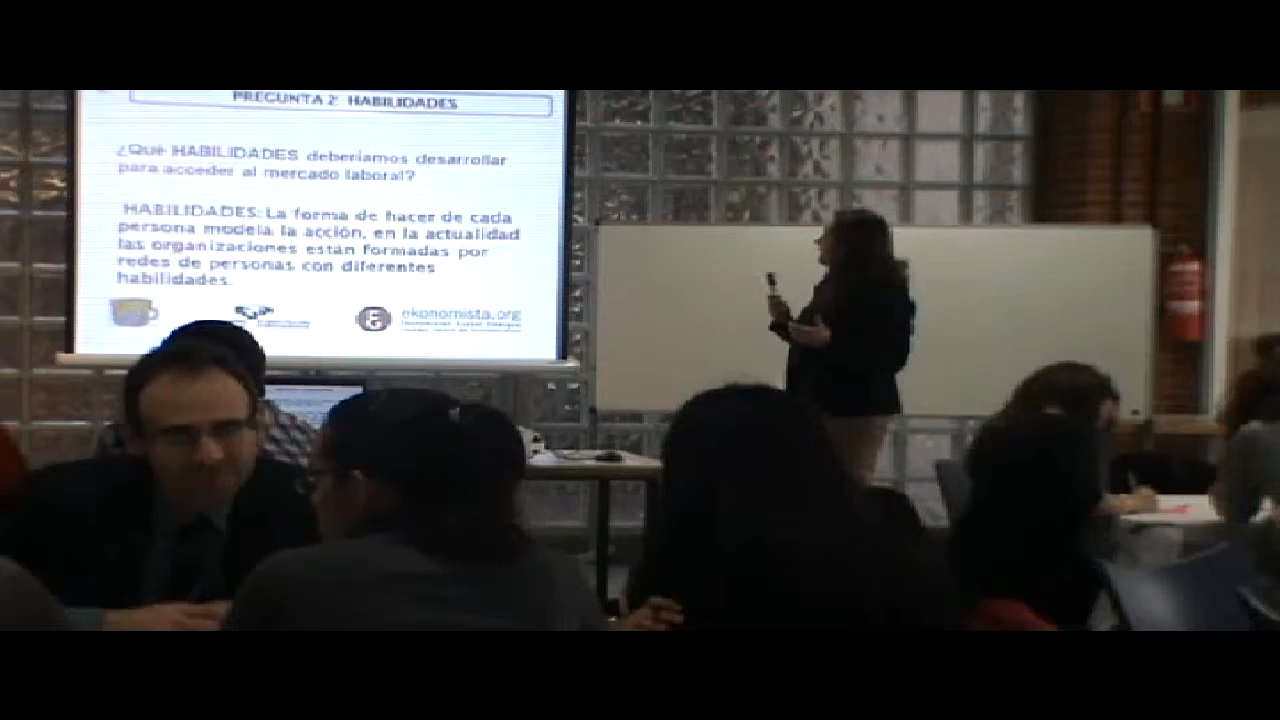 PREGUNTA 2: HABILIDADES
¿Qué HABILIDADES deberíamos desarrollar
para acceder al mercado laboral?
HABILIDADES: La forma de hacer de cada
persona modela la acción, en la actualidad
las organizaciones están formadas por
redes de personas con diferentes
habilidades.
ekonomista.org